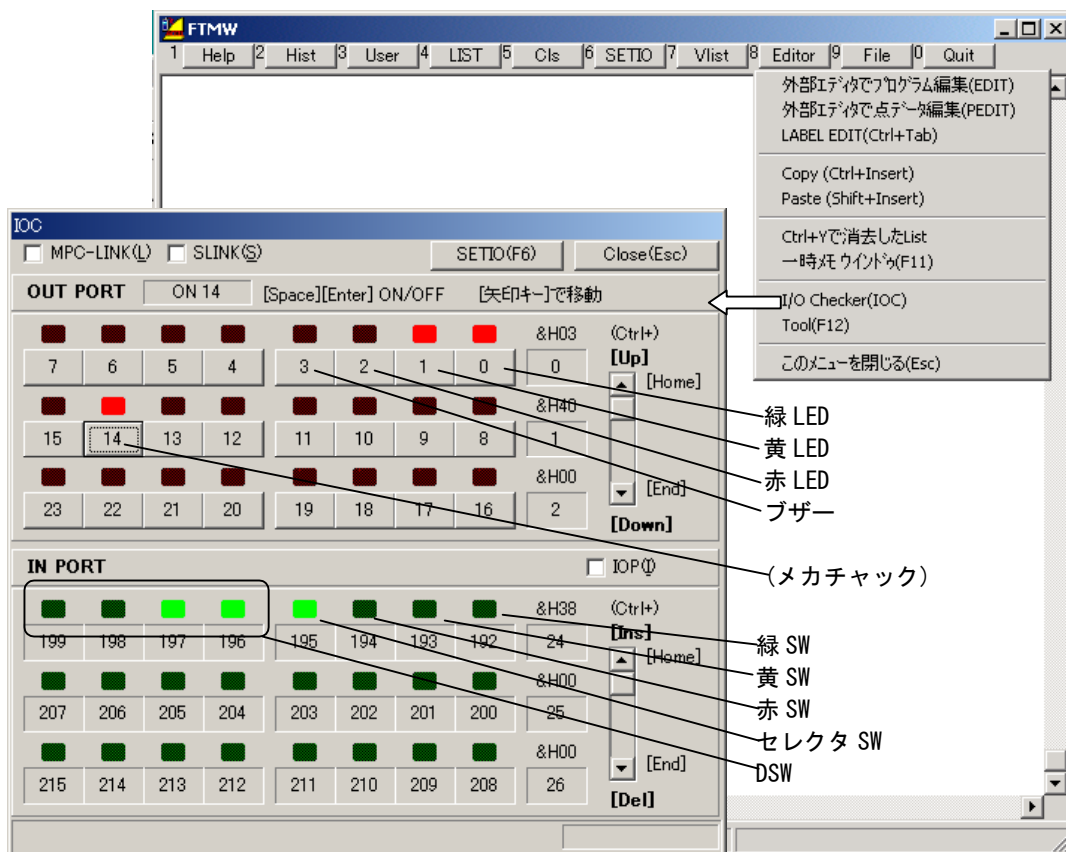 FTMW
1 Help 2 Hist 3 User 4 LIST 5 Cls 6 SETIO 7 Vlist 8 Editor 9 File 0 Quit
外部エディタでプログラム編集(EDIT)
外部エディタで点データ編集(PEDIT)
LABEL EDIT(Ctrl+Tab)
Copy (Ctrl+Insert)
Paste (Shift+Insert)
Ctrl+Yで消去したList
一時メモ ウインドゥ(F11)
I/O Checker(IOC)
Tool(F12)
このメニューを閉じる(Esc)
IOC
MPC-LINK(L) SLINK(S) SETIO(F6) Close(Esc)
OUT PORT ON 14 [Space][Enter] ON/OFF [矢印キー]で移動
&H03 (Ctrl+)
7 6 5 4 3 2 1 0 0 [Up]
[Home]
&H40
15 14 13 12 11 10 9 8 1
&H00
[End]
23 22 21 20 19 18 17 16 2
[Down]
緑 LED
黄 LED
赤 LED
ブザー
(メカチャック)
IN PORT IOP(I)
&H38 (Ctrl+)
199 198 197 196 195 194 193 192 24 [Ins]
[Home]
&H00
207 206 205 204 203 202 201 200 25
&H00
[End]
215 214 213 212 211 210 209 208 26
[Del]
緑 SW
黄 SW
赤 SW
セレクタ SW
DSW